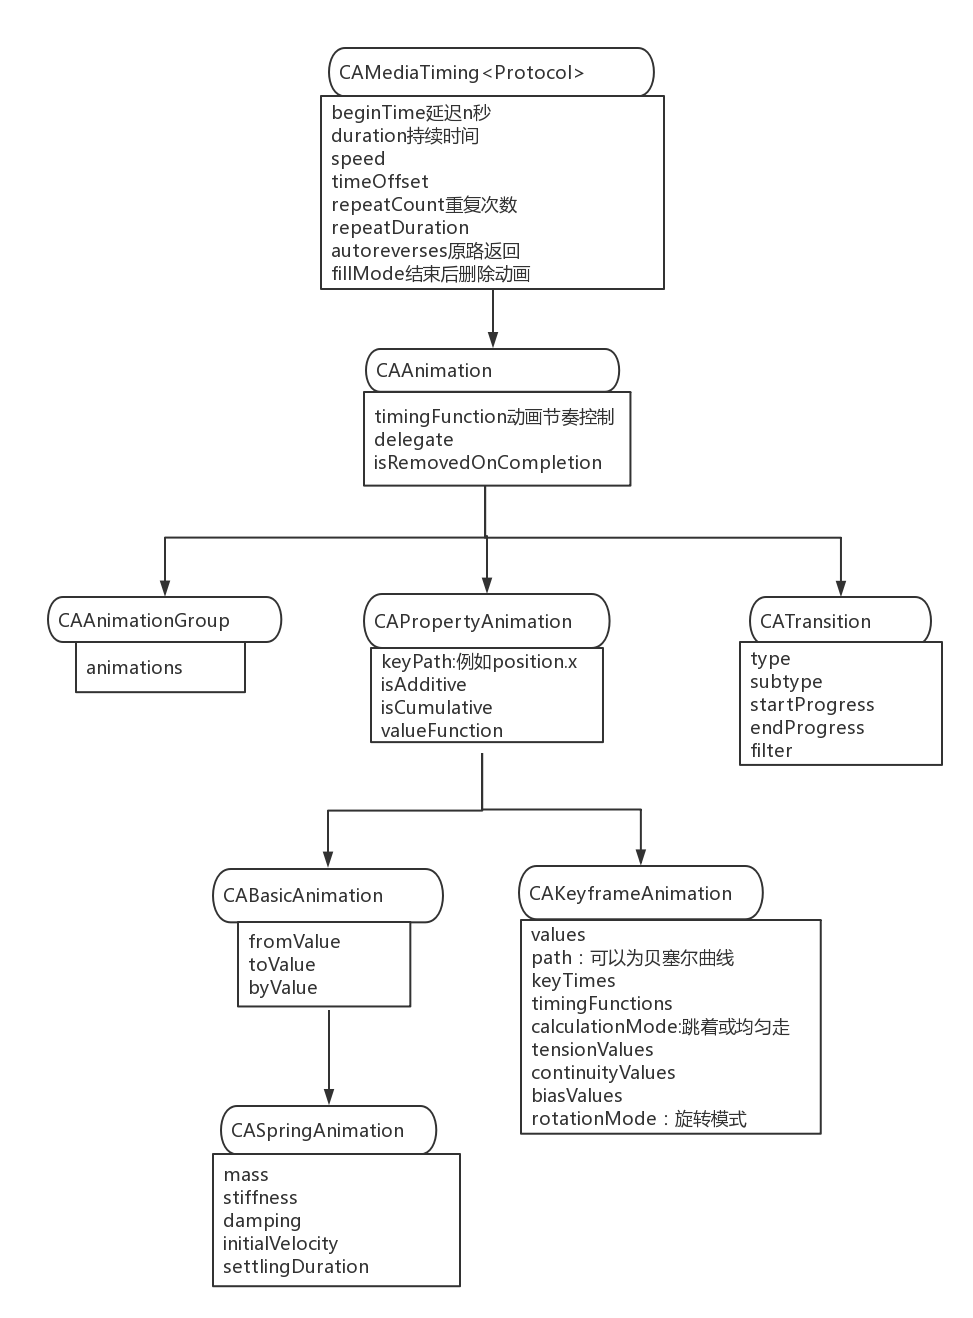 CAMediaTiming<Protocol>
beginTime延迟n秒
duration持续时间
speed
timeOffset
repeatCount重复次数
repeatDuration
autoreverses原路返回
fillMode结束后删除动画
CAAnimation
timingFunction动画节奏控制
delegate
isRemovedOnCompletion
CAAnimationGroup
animations
CAPropertyAnimation
keyPath:例如position.x
isAdditive
isCumulative
valueFunction
CATransition
type
subtype
startProgress
endProgress
filter
CABasicAnimation
fromValue
toValue
byValue
CAKeyframeAnimation
values
path：可以为贝塞尔曲线
keyTimes
timingFunctions
calculationMode:跳着或均匀走
tensionValues
continuityValues
biasValues
rotationMode：旋转模式
CASpringAnimation
mass
stiffness
damping
initialVelocity
settlingDuration